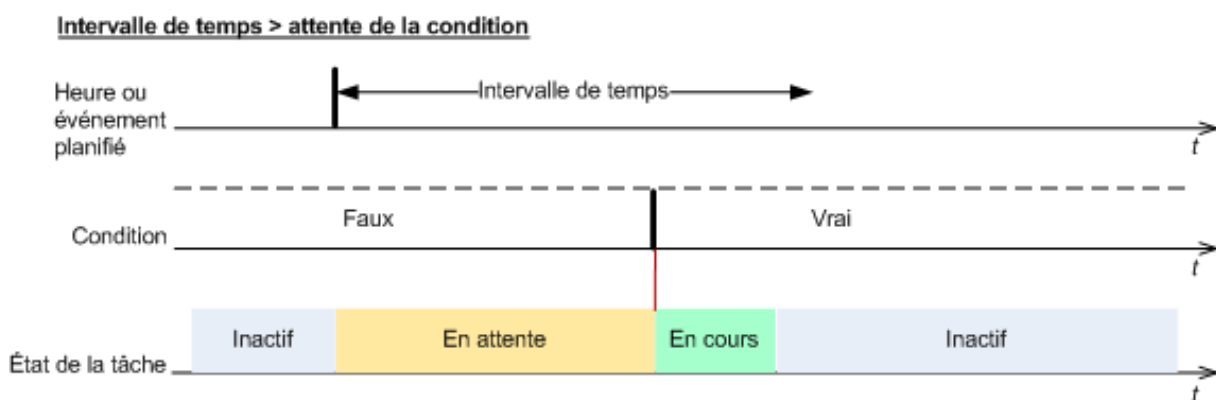 Intervalle de temps > attente de la condition
Heure ou
événement
planifié
Intervalle de temps
t
Faux
Vrai
Condition
t
Inactif
En attente
En cours
Inactif
État de la tâche
t